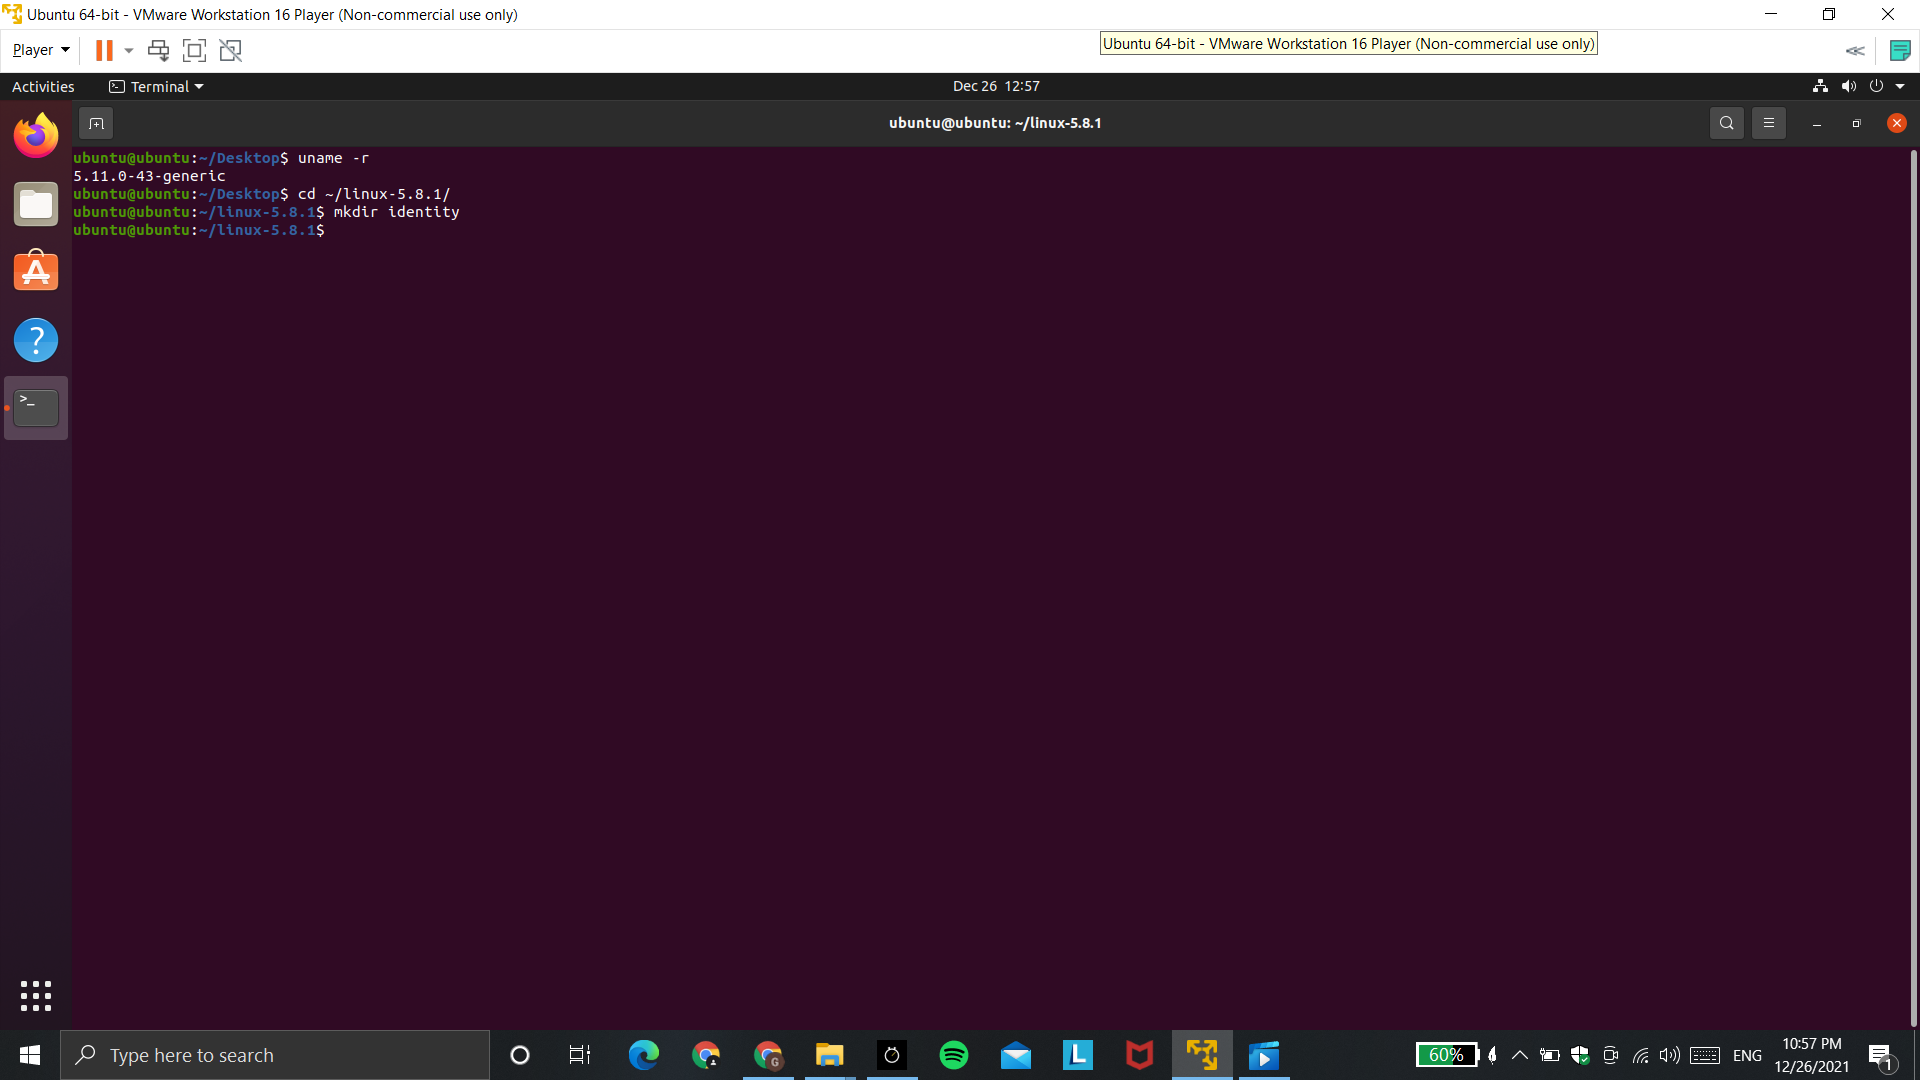 Ubuntu 64-bit - VMware Workstation 16 Player (Non-commercial use only)
Player
Ubuntu 64-bit - VMware Workstation 16 Player (Non-commercial use only)
Activities
Terminal
Dec 26 12:57
ubuntu@ubuntu: ~/linux-5.8.1
ubuntu@ubuntu:~/Desktop$ uname -r
5.11.0-43-generic
ubuntu@ubuntu:~/Desktop$ cd ~/linux-5.8.1/
ubuntu@ubuntu:~/linux-5.8.1$ mkdir identity
ubuntu@ubuntu:~/linux-5.8.1$
Type here to search
60%
ENG
10:57 PM
12/26/2021
1